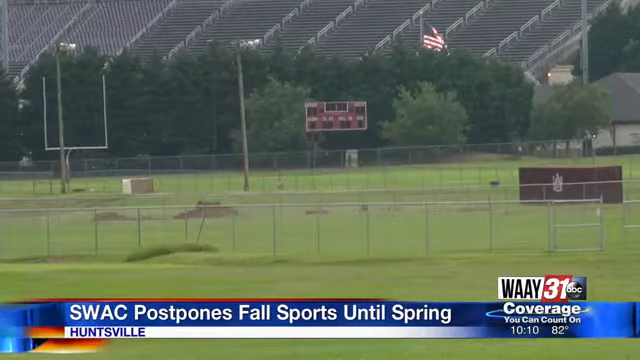 WAAY 31 abc
SWAC Postpones Fall Sports Until Spring
Coverage
You Can Count On
HUNTSVILLE
10:10 82°